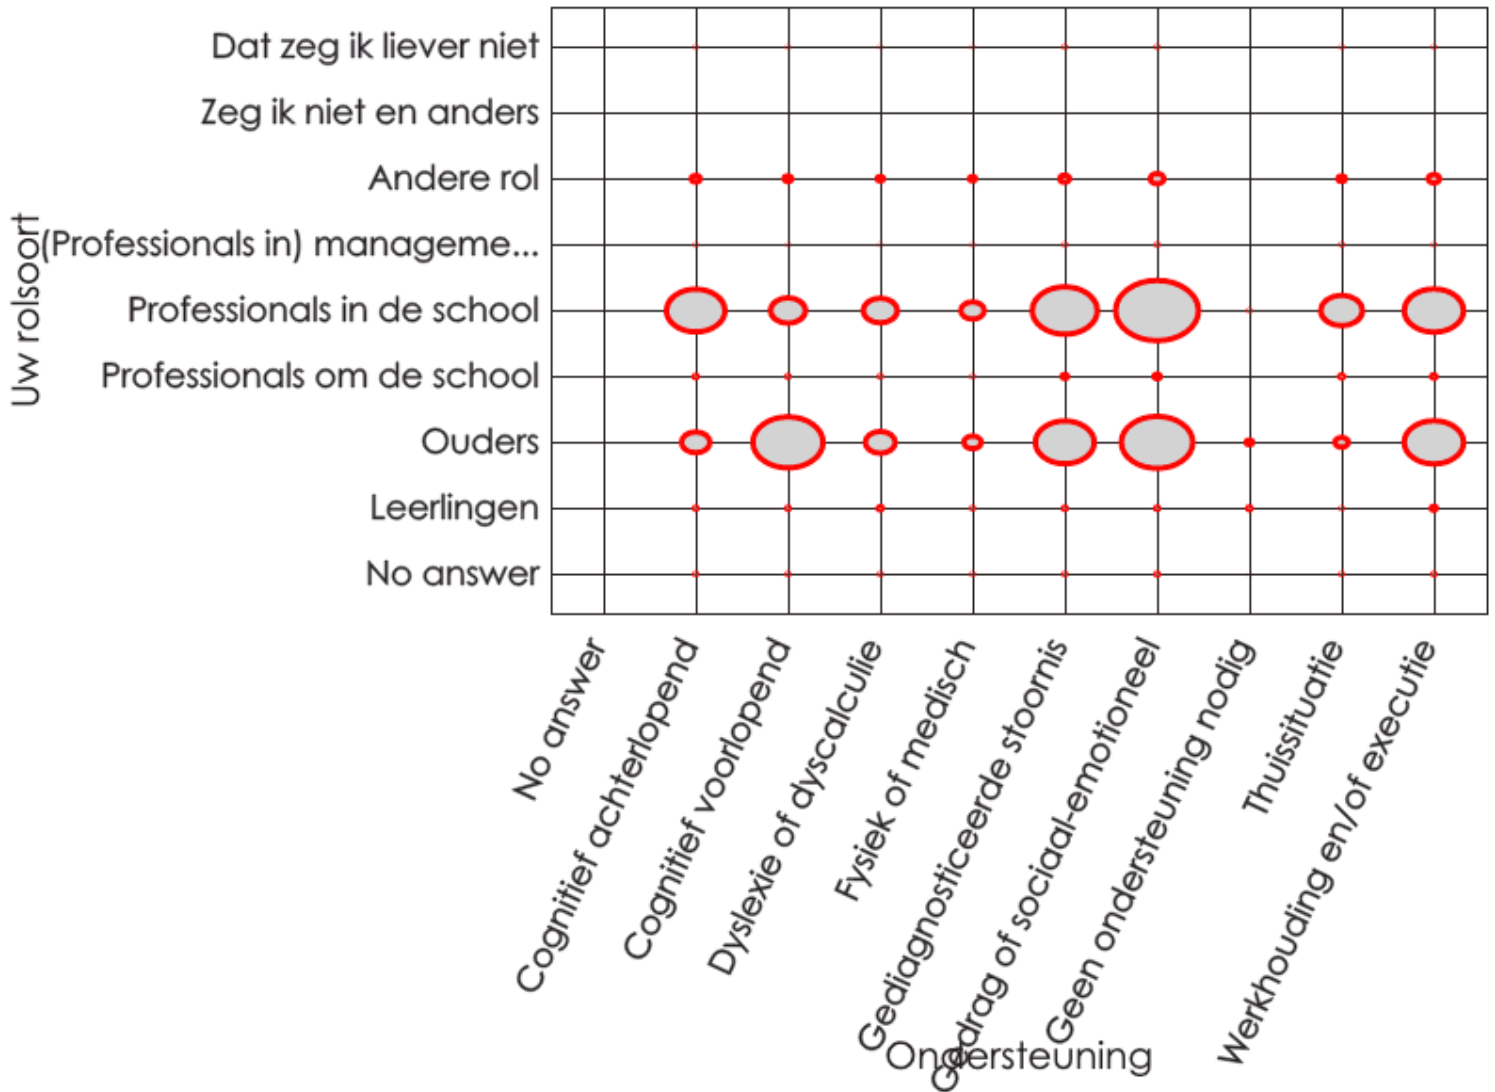 Dat zeg ik liever niet
Zeg ik niet en anders
Andere rol
(Professionals in) manageme...
Professionals in de school
Professionals om de school
Ouders
Leerlingen
No answer
Uw rolsoort
No answer
Cognitief achterlopend
Cognitief voorlopend
Dyslexie of dyscalculie
Fysiek of medisch
Gediagnosticeerde stoornis
Gedrag of sociaal-emotioneel
Geen ondersteuning nodig
Thuissituatie
Werkhouding en/of executie
Ondersteuning